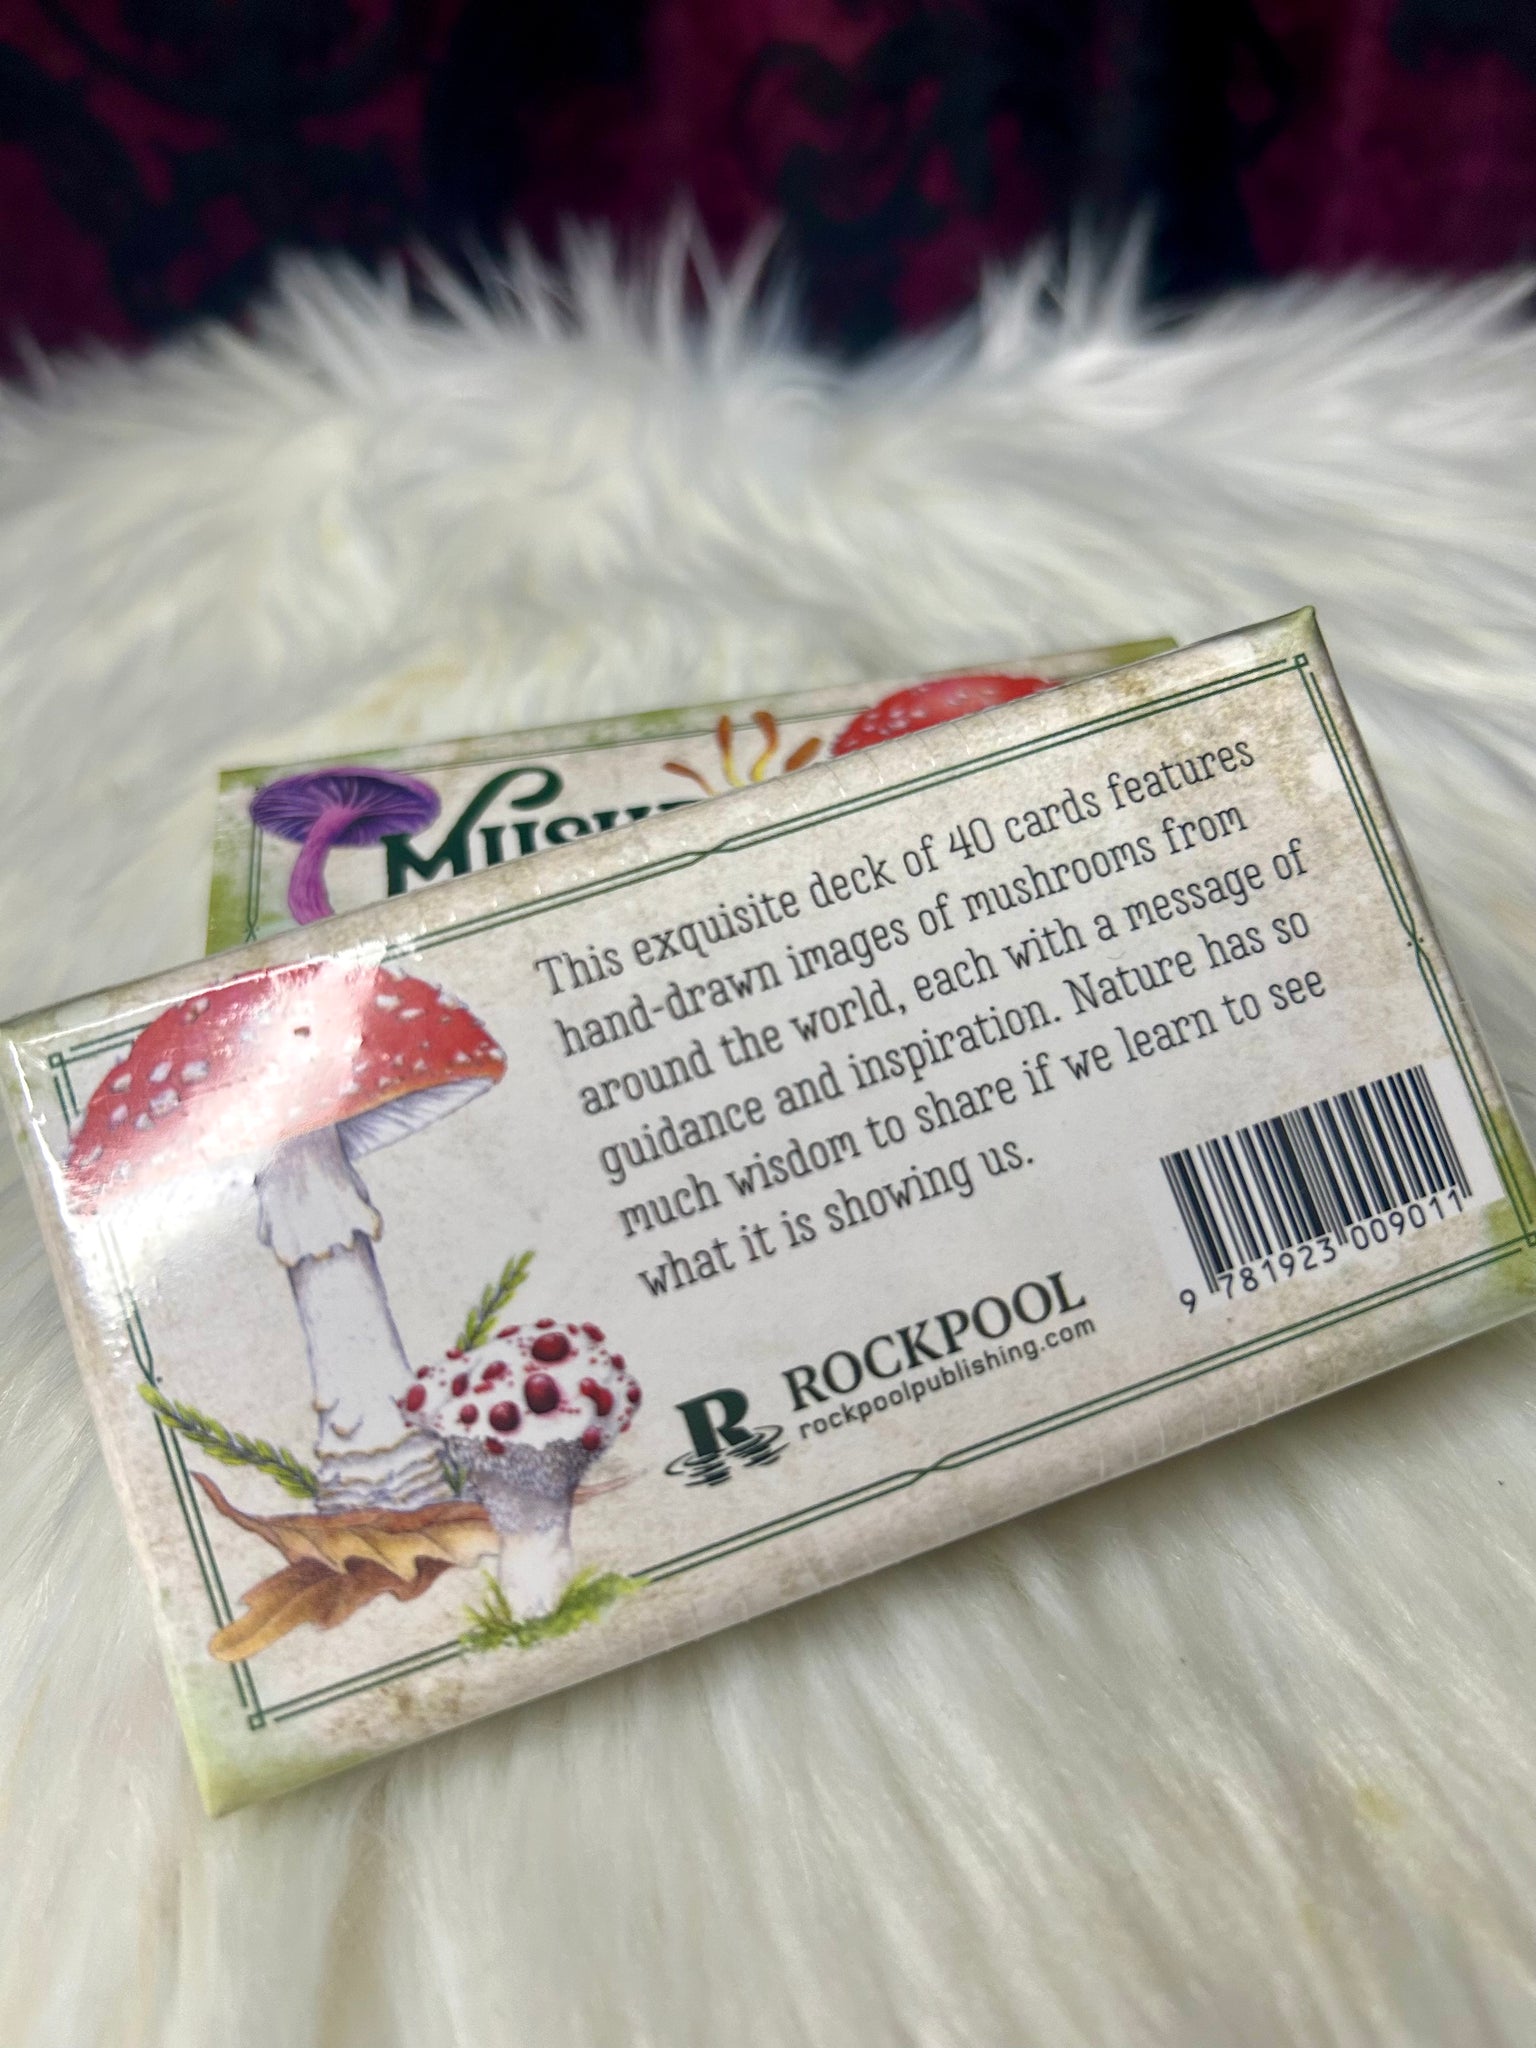 This exquisite deck of 40 cards features
hand-drawn images of mushrooms from
around the world, each with a message of
guidance and inspiration. Nature has so
much wisdom to share if we learn to see
what it is showing us.
R ROCKPOOL
rockpoolpublishing.com
9 781923 009011